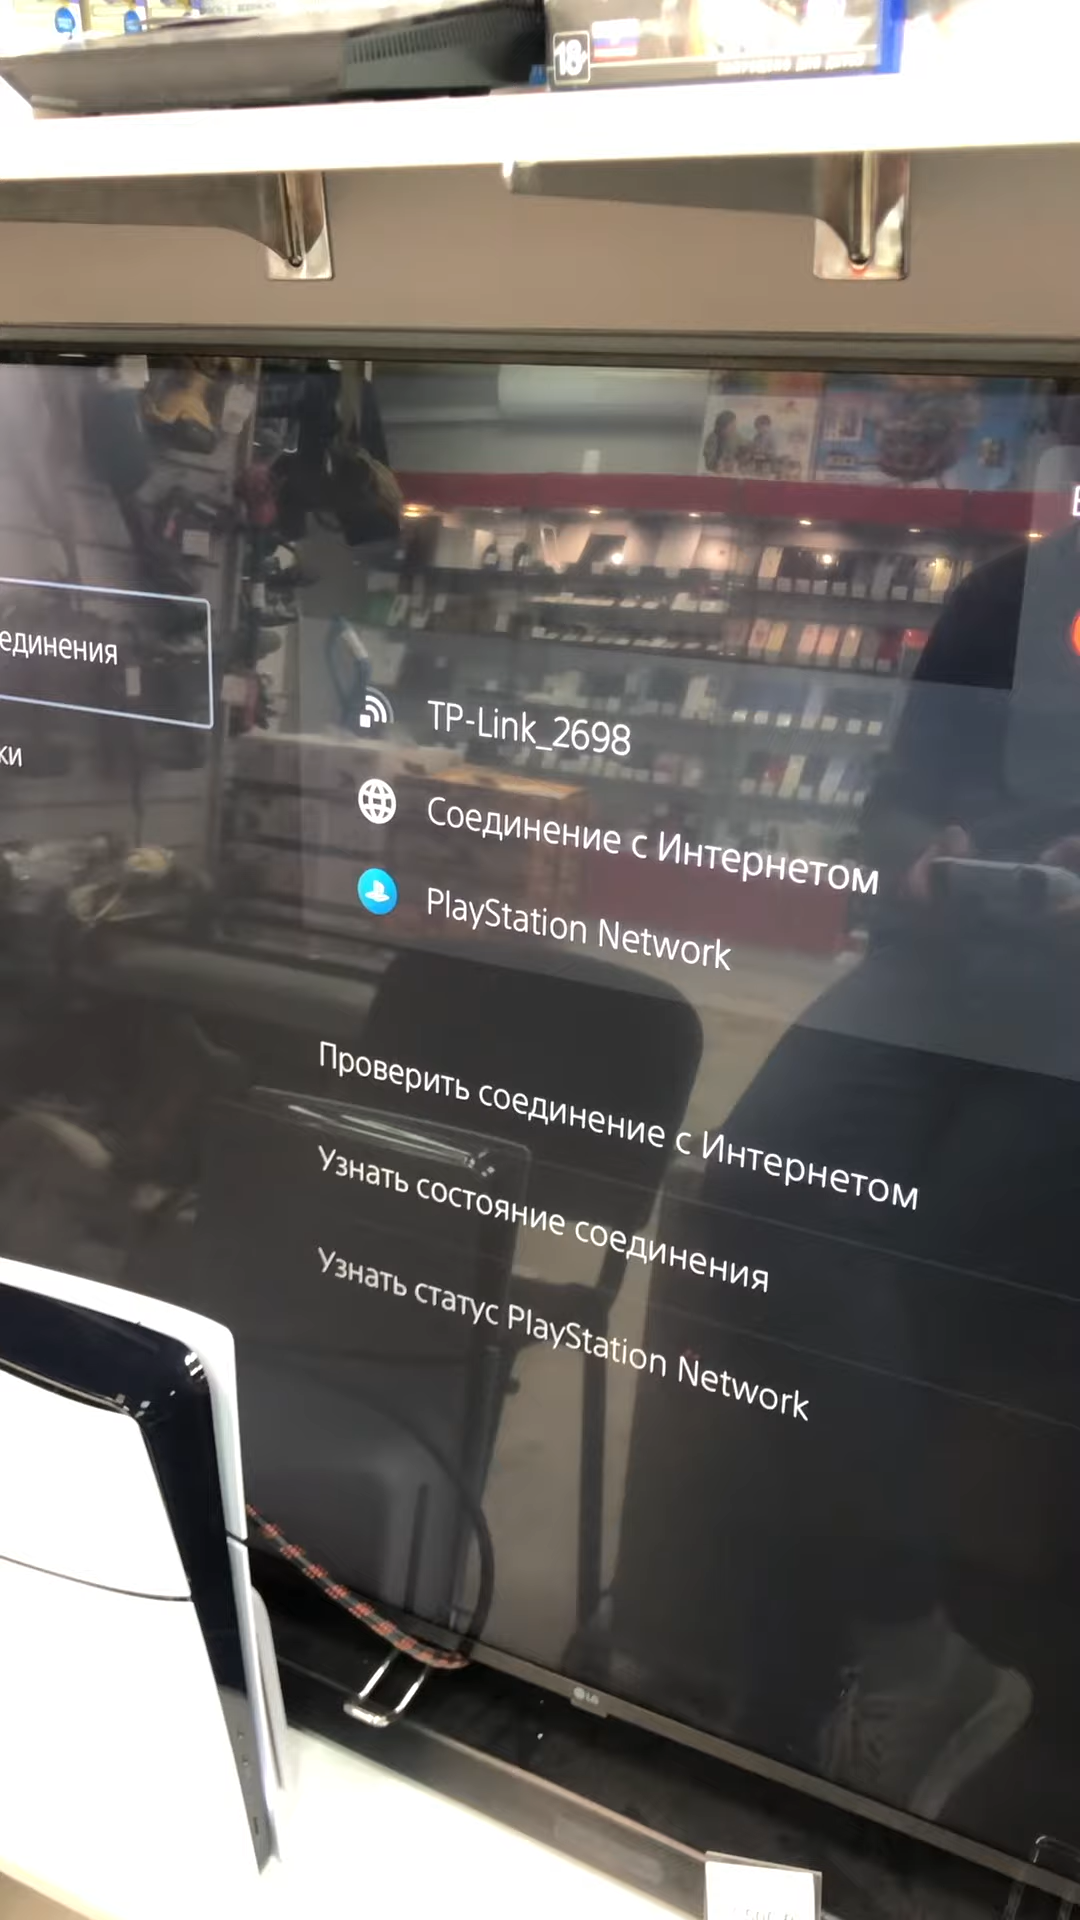 18+
единения
ки
TP-Link_2698
Соединение с Интернетом
PlayStation Network
Проверить соединение с Интернетом
Узнать состояние соединения
Узнать статус PlayStation Network
LG